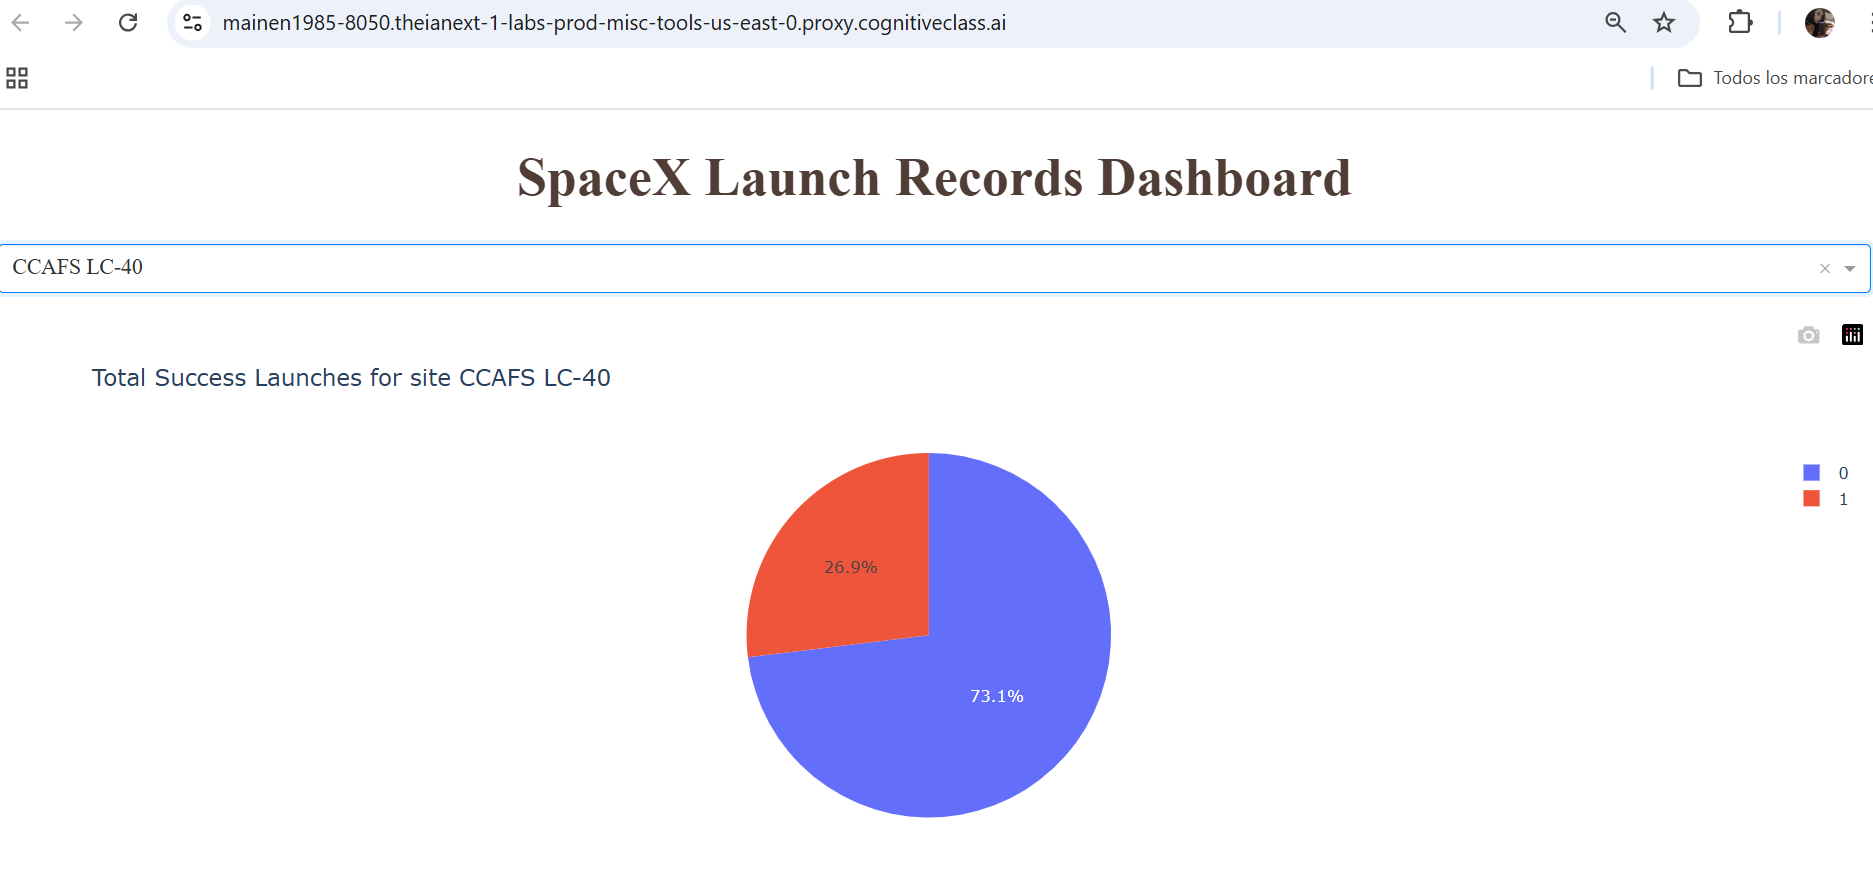 mainen1985-8050.theianext-1-labs-prod-misc-tools-us-east-0.proxy.cognitiveclass.ai
Todos los marcadore
SpaceX Launch Records Dashboard
CCAFS LC-40
Total Success Launches for site CCAFS LC-40
0
1
26.9%
73.1%